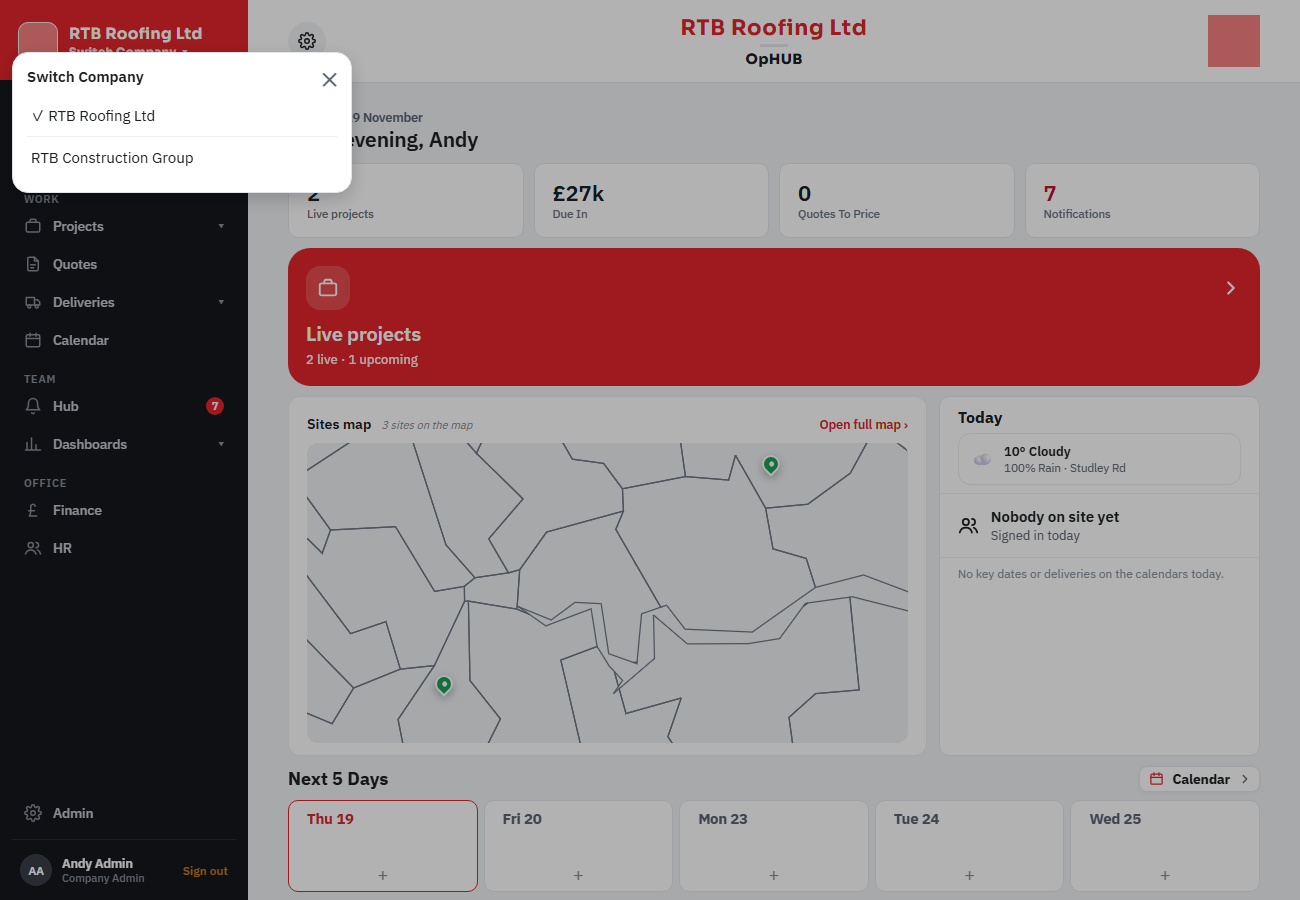 RTB Roofing Ltd
Switch Company
Switch Company
✓ RTB Roofing Ltd
RTB Construction Group
WORK
Projects
Quotes
Deliveries
Calendar
TEAM
Hub 7
Dashboards
OFFICE
Finance
HR
Admin
AA
Andy Admin
Company Admin
Sign out
RTB Roofing Ltd
OpHUB
9 November
evening, Andy
2
Live projects
£27k
Due In
0
Quotes To Price
7
Notifications
Live projects
2 live · 1 upcoming
Sites map 3 sites on the map Open full map ›
Today
10° Cloudy
100% Rain · Studley Rd
Nobody on site yet
Signed in today
No key dates or deliveries on the calendars today.
Next 5 Days
Calendar
Thu 19
+
Fri 20
+
Mon 23
+
Tue 24
+
Wed 25
+